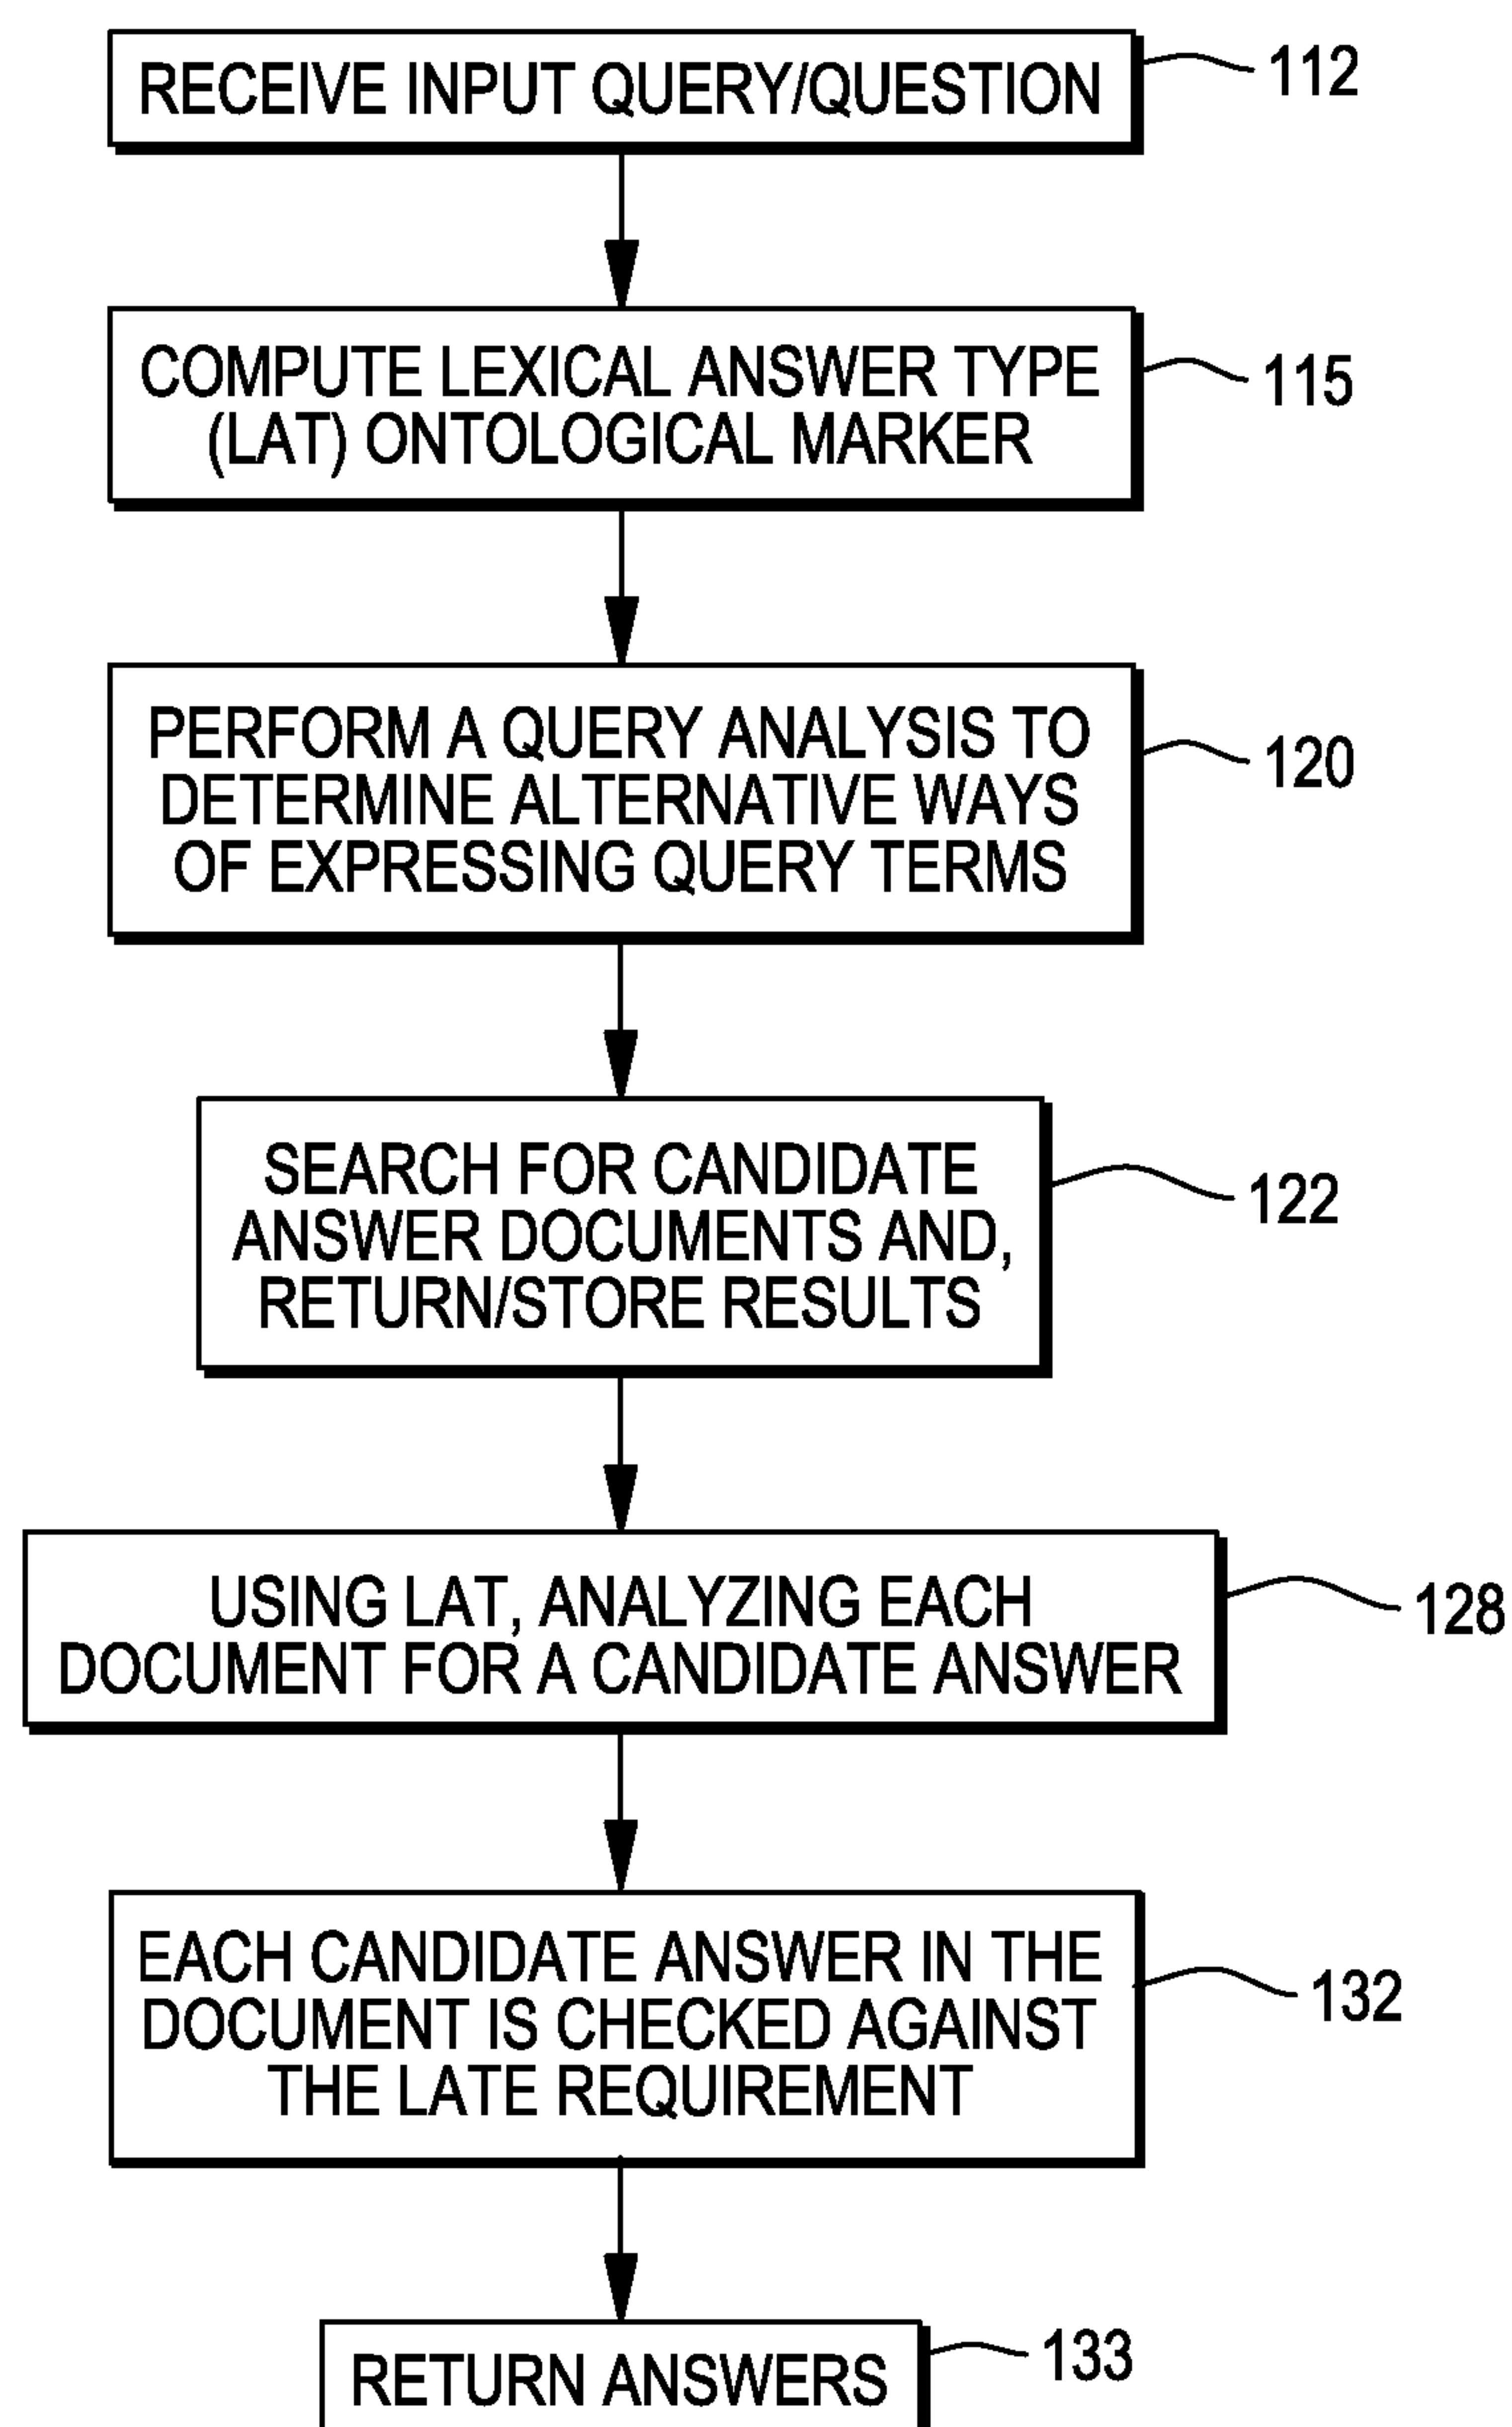 RECEIVE INPUT QUERY/QUESTION
112
COMPUTE LEXICAL ANSWER TYPE
(LAT) ONTOLOGICAL MARKER
115
PERFORM A QUERY ANALYSIS TO
DETERMINE ALTERNATIVE WAYS
OF EXPRESSING QUERY TERMS
120
SEARCH FOR CANDIDATE
ANSWER DOCUMENTS AND,
RETURN/STORE RESULTS
122
USING LAT, ANALYZING EACH
DOCUMENT FOR A CANDIDATE ANSWER
128
EACH CANDIDATE ANSWER IN THE
DOCUMENT IS CHECKED AGAINST
THE LATE REQUIREMENT
132
RETURN ANSWERS
133